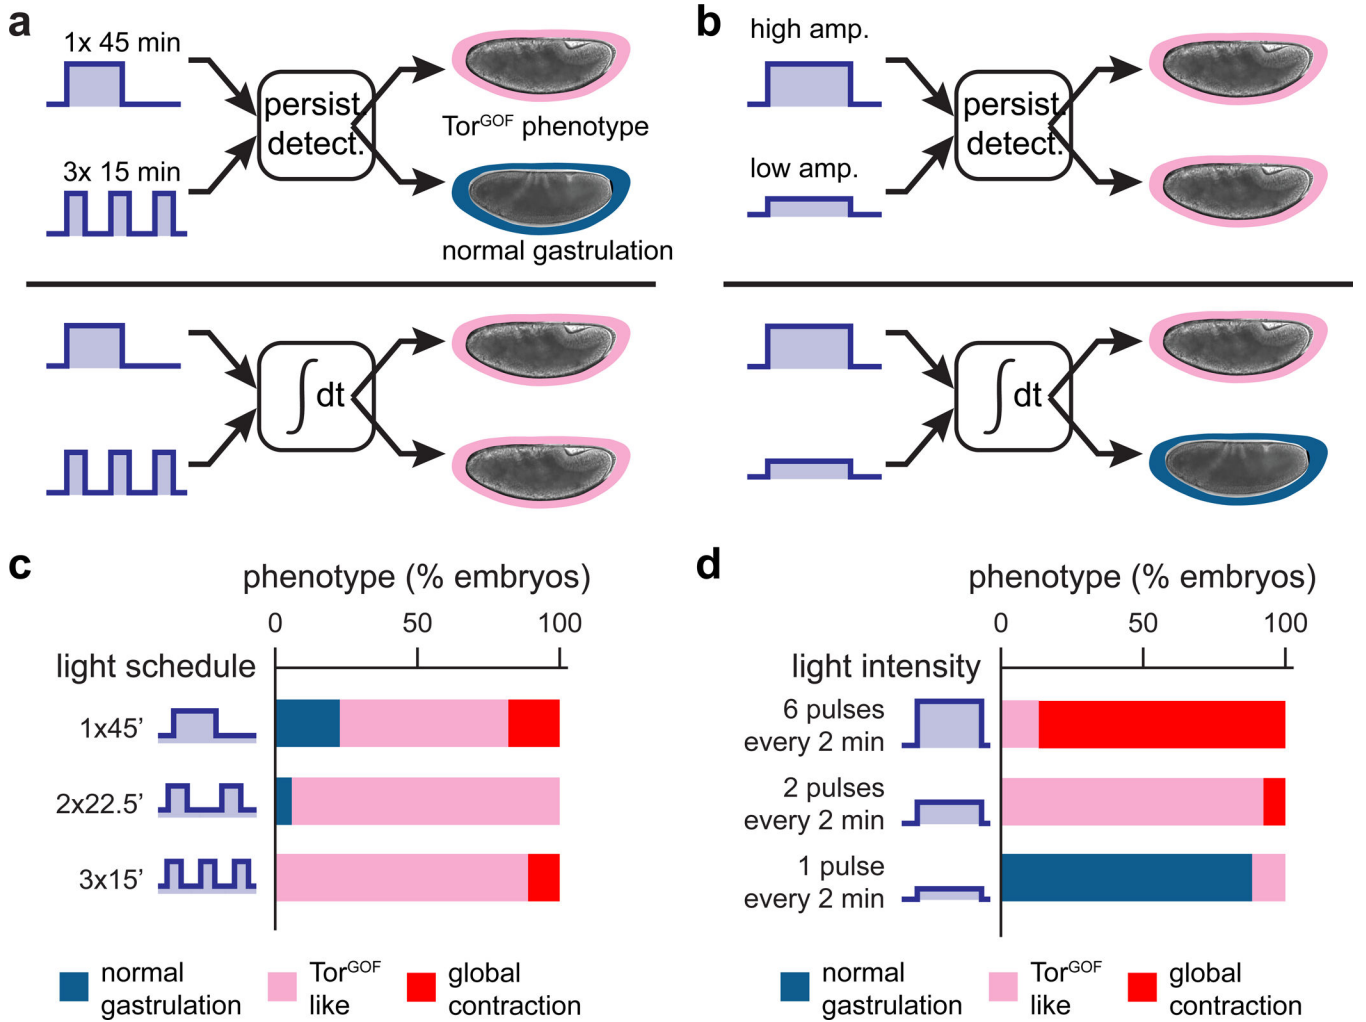 a
1x 45 min
3x 15 min
persist.
detect.
Tor^GOF phenotype
normal gastrulation
∫dt
b
high amp.
low amp.
persist.
detect.
∫dt
c
phenotype (% embryos)
0 50 100
light schedule
1x45’
2x22.5’
3x15’
normal
gastrulation
Tor^GOF
like
global
contraction
d
phenotype (% embryos)
0 50 100
light intensity
6 pulses
every 2 min
2 pulses
every 2 min
1 pulse
every 2 min
normal
gastrulation
Tor^GOF
like
global
contraction